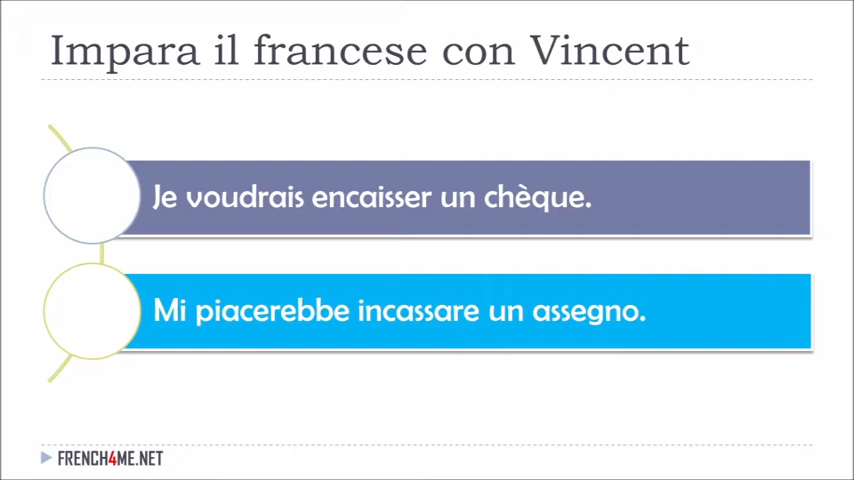 Impara il francese con Vincent
Je voudrais encaisser un chèque.
Mi piacerebbe incassare un assegno.
FRENCH4ME.NET